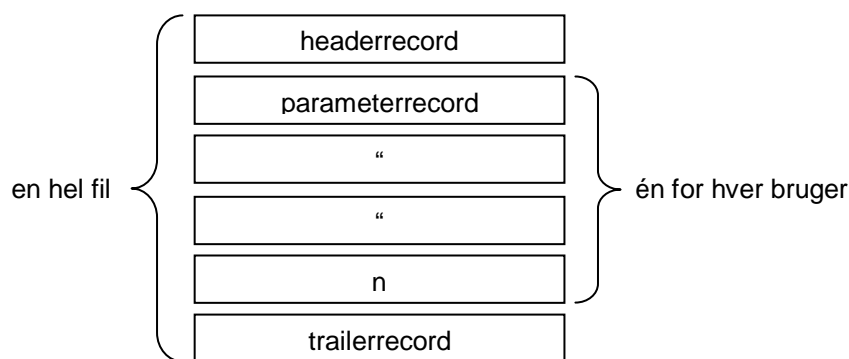 headerrecord
parameterrecord
“
en hel fil
én for hver bruger
“
n
trailerrecord